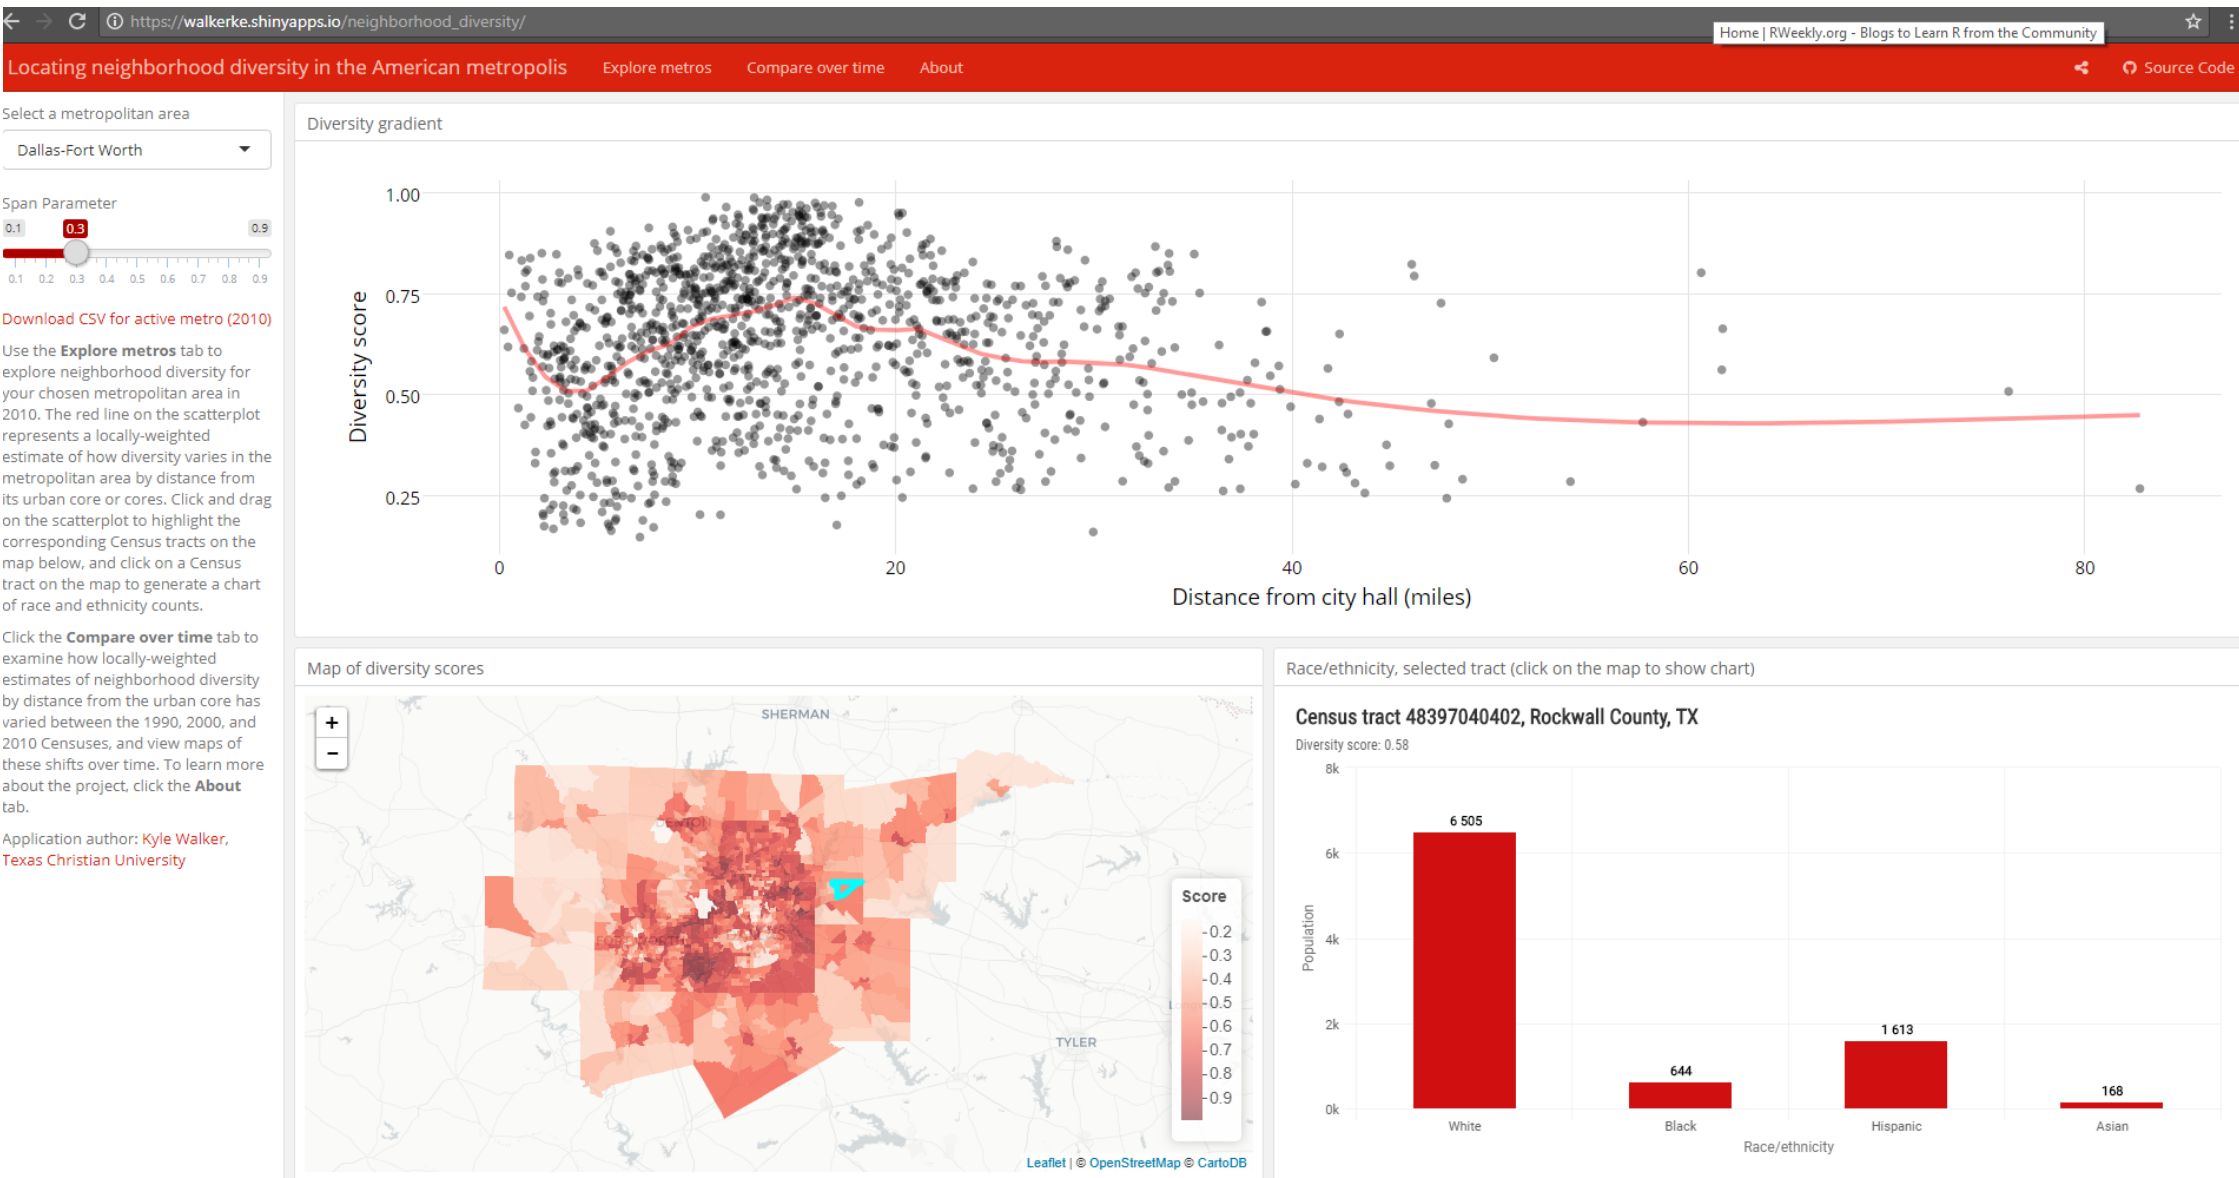 https://walkerke.shinyapps.io/neighborhood_diversity/
Home | RWeekly.org - Blogs to Learn R from the Community
Locating neighborhood diversity in the American metropolis
Explore metros
Compare over time
About
Source Code
Select a metropolitan area
Dallas-Fort Worth
Span Parameter
0.1
0.3
0.9
0.1 0.2 0.3 0.4 0.5 0.6 0.7 0.8 0.9
Download CSV for active metro (2010)
Use the Explore metros tab to
explore neighborhood diversity for
your chosen metropolitan area in
2010. The red line on the scatterplot
represents a locally-weighted
estimate of how diversity varies in the
metropolitan area by distance from
its urban core or cores. Click and drag
on the scatterplot to highlight the
corresponding Census tracts on the
map below, and click on a Census
tract on the map to generate a chart
of race and ethnicity counts.
Click the Compare over time tab to
examine how locally-weighted
estimates of neighborhood diversity
by distance from the urban core has
varied between the 1990, 2000, and
2010 Censuses, and view maps of
these shifts over time. To learn more
about the project, click the About
tab.
Application author: Kyle Walker,
Texas Christian University
Diversity gradient
1.00
0.75
0.50
0.25
Diversity score
0 20 40 60 80
Distance from city hall (miles)
Map of diversity scores
+
−
SHERMAN
DENTON
FORT WORTH
DALLAS
TYLER
Score
0.2
0.3
0.4
0.5
0.6
0.7
0.8
0.9
Leaflet | © OpenStreetMap © CartoDB
Race/ethnicity, selected tract (click on the map to show chart)
Census tract 48397040402, Rockwall County, TX
Diversity score: 0.58
8k
6k
4k
2k
0k
Population
6 505
644
1 613
168
White Black Hispanic Asian
Race/ethnicity